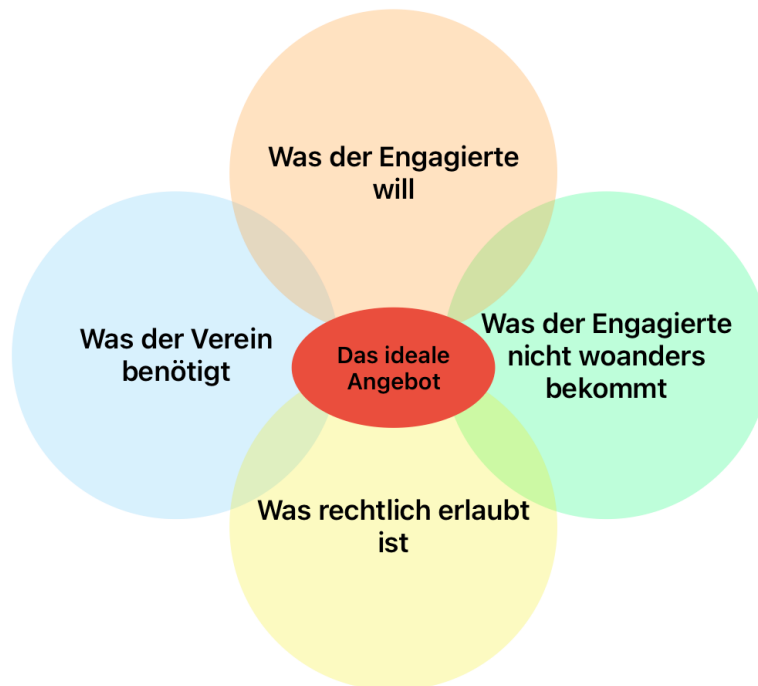 Was der Engagierte
will
Was der Verein
benötigt
Das ideale
Angebot
Was der Engagierte
nicht woanders
bekommt
Was rechtlich erlaubt
ist